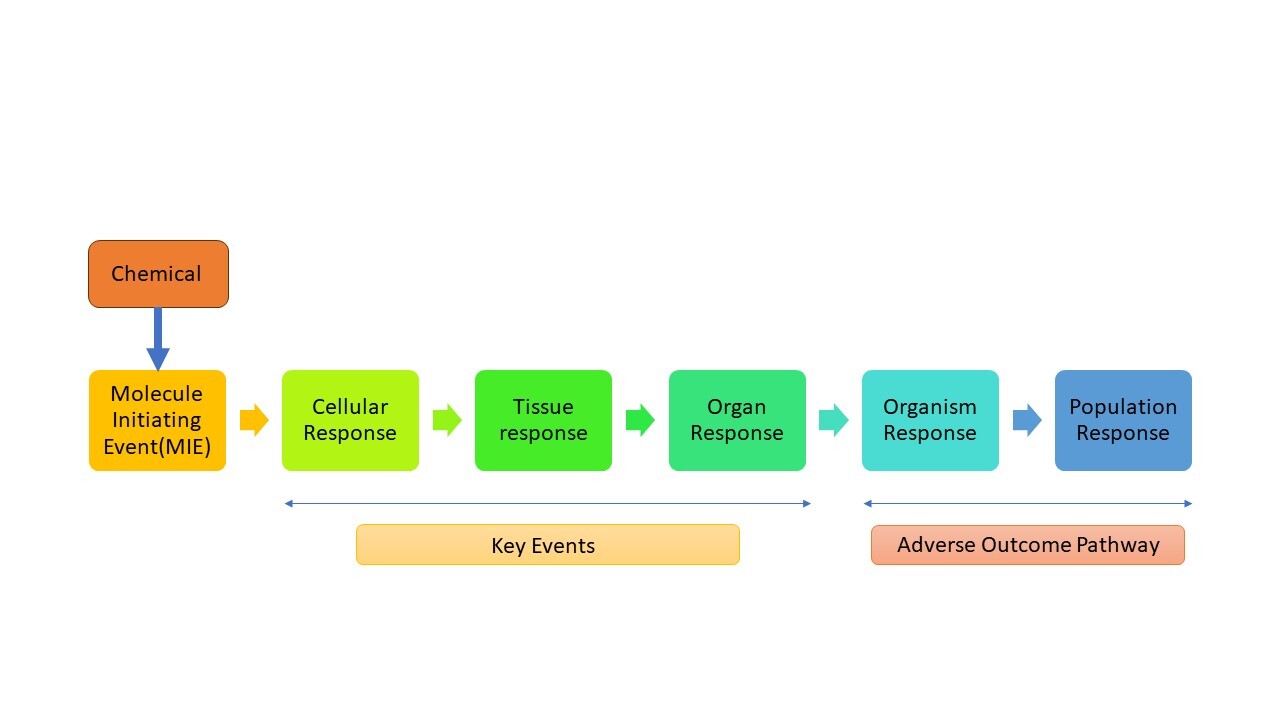 Chemical
Molecule
Initiating
Event(MIE)
Cellular
Response
Tissue
response
Organ
Response
Organism
Response
Population
Response
Key Events
Adverse Outcome Pathway